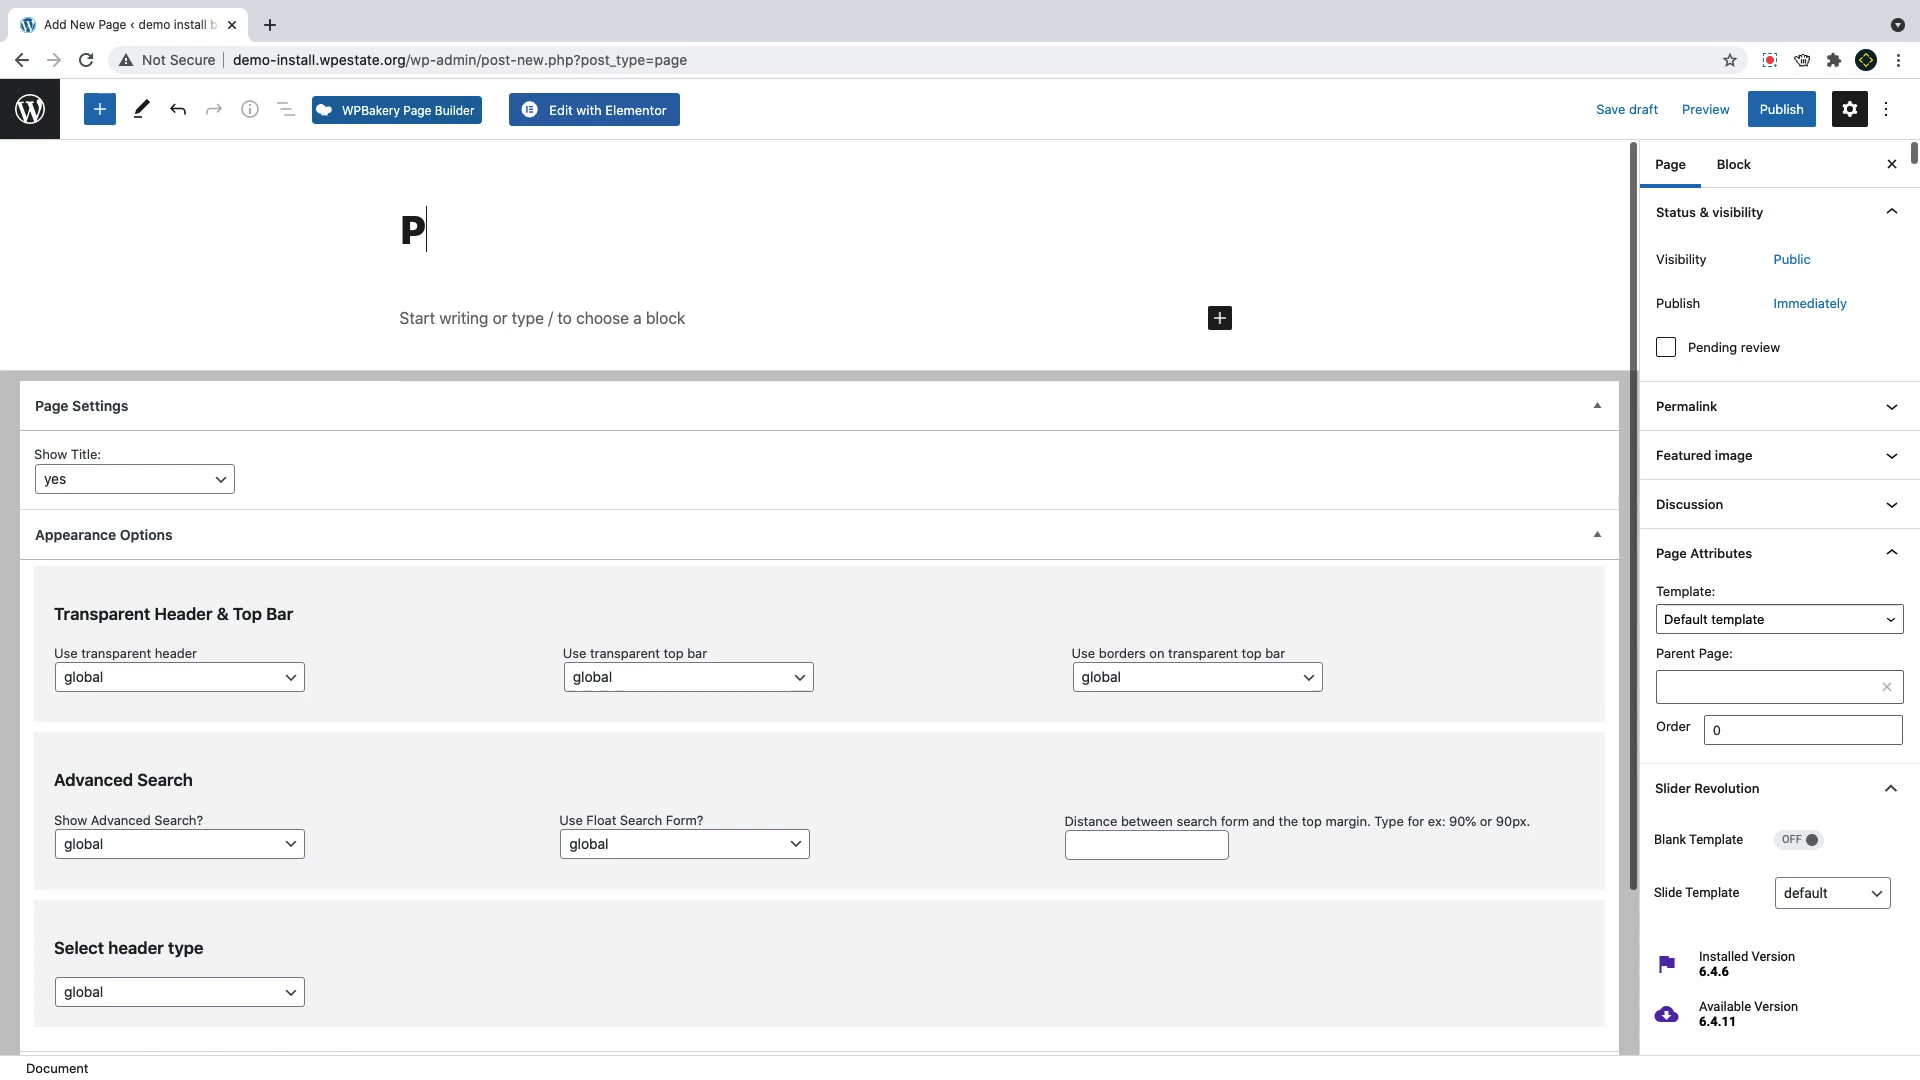 Add New Page ‹ demo install b
Not Secure
demo-install.wpestate.org/wp-admin/post-new.php?post_type=page
WPBakery Page Builder
Edit with Elementor
Save draft
Preview
Publish
P
Start writing or type / to choose a block
Page Settings
Show Title:
yes
Appearance Options
Transparent Header & Top Bar
Use transparent header
Use transparent top bar
Use borders on transparent top bar
global
global
global
Advanced Search
Show Advanced Search?
Use Float Search Form?
Distance between search form and the top margin. Type for ex: 90% or 90px.
global
global
Select header type
global
Document
Page
Block
Status & visibility
Visibility
Public
Publish
Immediately
Pending review
Permalink
Featured image
Discussion
Page Attributes
Template:
Default template
Parent Page:
Order
0
Slider Revolution
Blank Template
OFF
Slide Template
default
Installed Version
6.4.6
Available Version
6.4.11